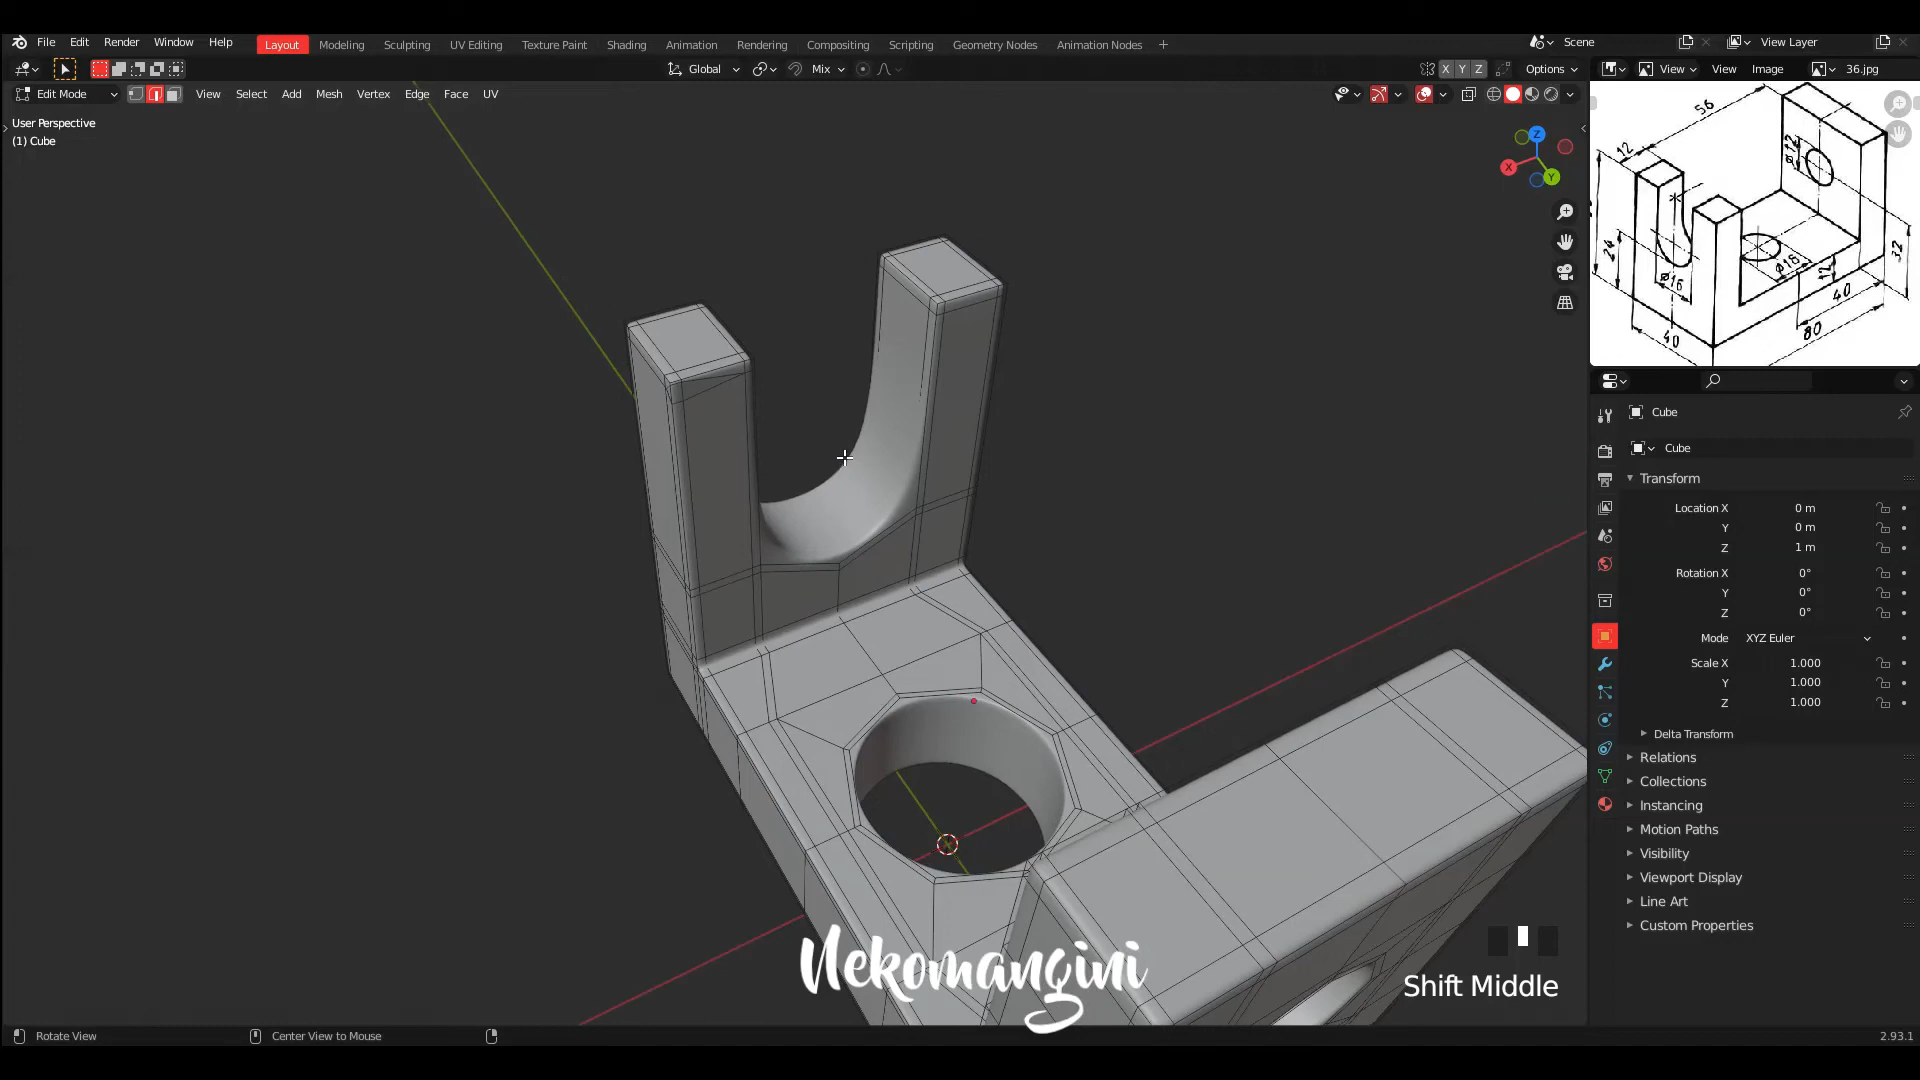 File Edit Render Window Help Layout Modeling Sculpting UV Editing Texture Paint Shading Animation Rendering Compositing Scripting Geometry Nodes Animation Nodes + Scene View Layer
Global Mix X Y Z Options View View Image 36.jpg
Edit Mode View Select Add Mesh Vertex Edge Face UV
User Perspective
(1) Cube
Z
X
Y
56
12
Ø12
24
Ø16
Ø16
12
32
40
40
80
Cube
Cube
Transform
Location X 0 m
Y 0 m
Z 1 m
Rotation X 0°
Y 0°
Z 0°
Mode XYZ Euler
Scale X 1.000
Y 1.000
Z 1.000
Delta Transform
Relations
Collections
Instancing
Motion Paths
Visibility
Viewport Display
Line Art
Custom Properties
Nekomangini
Shift Middle
Rotate View Center View to Mouse 2.93.1